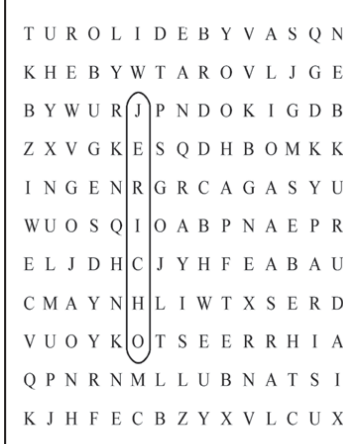 T U R O L I D E B Y V A S Q N
K H E B Y W T A R O V L J G E
B Y W U R J P N D O K I G D B
Z X V G K E S Q D H B O M K K
I N G E N R G R C A G A S Y U
W U O S Q I O A B P N A E P R
E L J D H C J Y H F E A B A U
C M A Y N H L I W T X S E R D
V U O Y K O T S E E R R H I A
Q P N R N M L L U B N A T S I
K J H F E C B Z Y X V L C U X